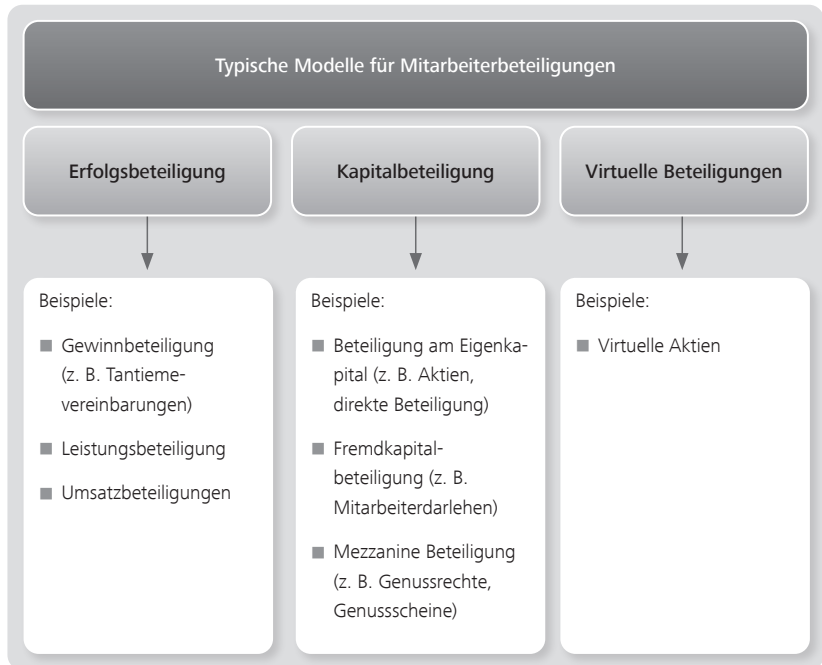 Typische Modelle für Mitarbeiterbeteiligungen
Erfolgsbeteiligung
Kapitalbeteiligung
Virtuelle Beteiligungen
Beispiele:
■ Gewinnbeteiligung
(z. B. Tantieme-
vereinbarungen)
■ Leistungsbeteiligung
■ Umsatzbeteiligungen
Beispiele:
■ Beteiligung am Eigenka-
pital (z. B. Aktien,
direkte Beteiligung)
■ Fremdkapital-
beteiligung (z. B.
Mitarbeiterdarlehen)
■ Mezzanine Beteiligung
(z. B. Genussrechte,
Genussscheine)
Beispiele:
■ Virtuelle Aktien